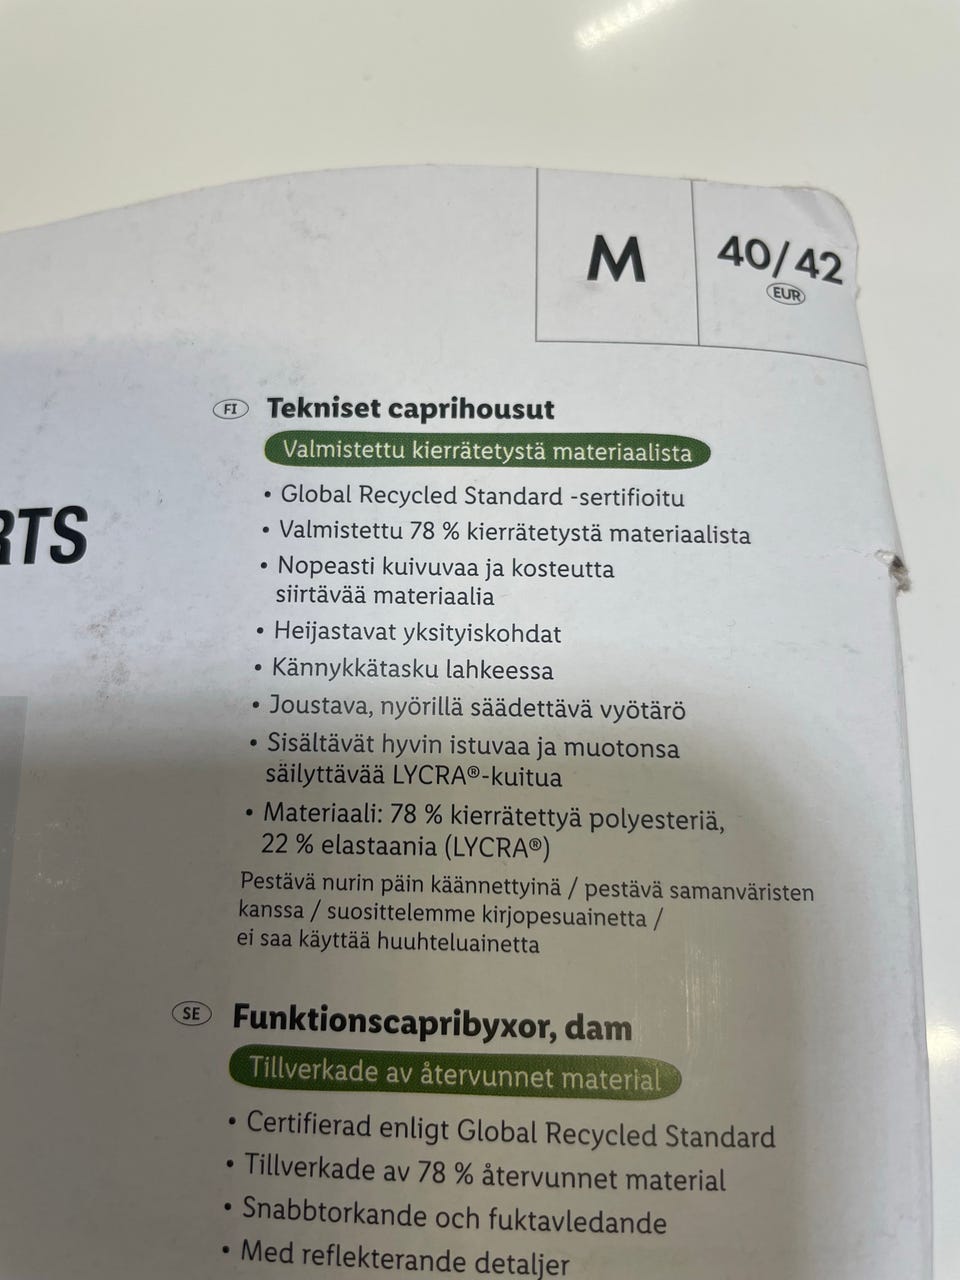 M
40/42
EUR
FI Tekniset caprihousut
Valmistettu kierrätetystä materiaalista
• Global Recycled Standard -sertifioitu
• Valmistettu 78 % kierrätetystä materiaalista
• Nopeasti kuivuvaa ja kosteutta
siirtävää materiaalia
• Heijastavat yksityiskohdat
• Kännykkätasku lahkeessa
• Joustava, nyörillä säädettävä vyötärö
• Sisältävät hyvin istuvaa ja muotonsa
säilyttävää LYCRA®-kuitua
• Materiaali: 78 % kierrätettyä polyesteriä,
22 % elastaania (LYCRA®)
Pestävä nurin päin käännettyinä / pestävä samanväristen
kanssa / suosittelemme kirjopesuainetta /
ei saa käyttää huuhteluainetta
SE Funktionscapribyxor, dam
Tillverkade av återvunnet material
• Certifierad enligt Global Recycled Standard
• Tillverkade av 78 % återvunnet material
• Snabbtorkande och fuktavledande
• Med reflekterande detaljer